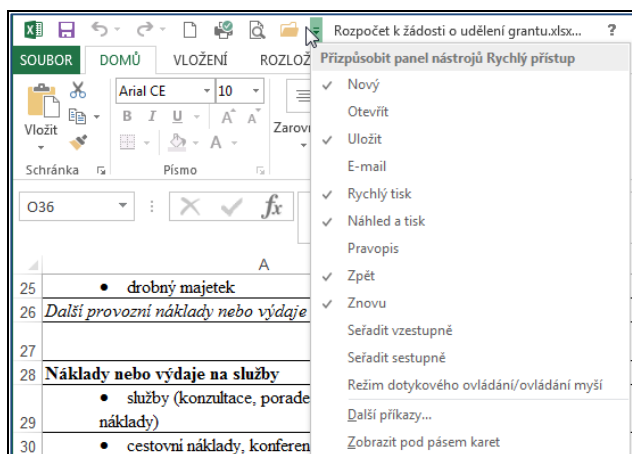 Rozpočet k žádosti o udělení grantu.xlsx... ?
SOUBOR DOMŮ VLOŽENÍ ROZLOŽ
Přizpůsobit panel nástrojů Rychlý přístup
Nový
Otevřít
Uložit
E-mail
Rychlý tisk
Náhled a tisk
Pravopis
Zpět
Znovu
Seřadit vzestupně
Seřadit sestupně
Režim dotykového ovládání/ovládání myší
Další příkazy...
Zobrazit pod pásem karet
Vložit
Arial CE 10
B I U A A
A
Zarov
Schránka Písmo
O36 fx
A
25 • drobný majetek
26 Další provozní náklady nebo výdaje
27
28 Náklady nebo výdaje na služby
• služby (konzultace, porade
29 náklady)
30 • cestovní náklady, konferen